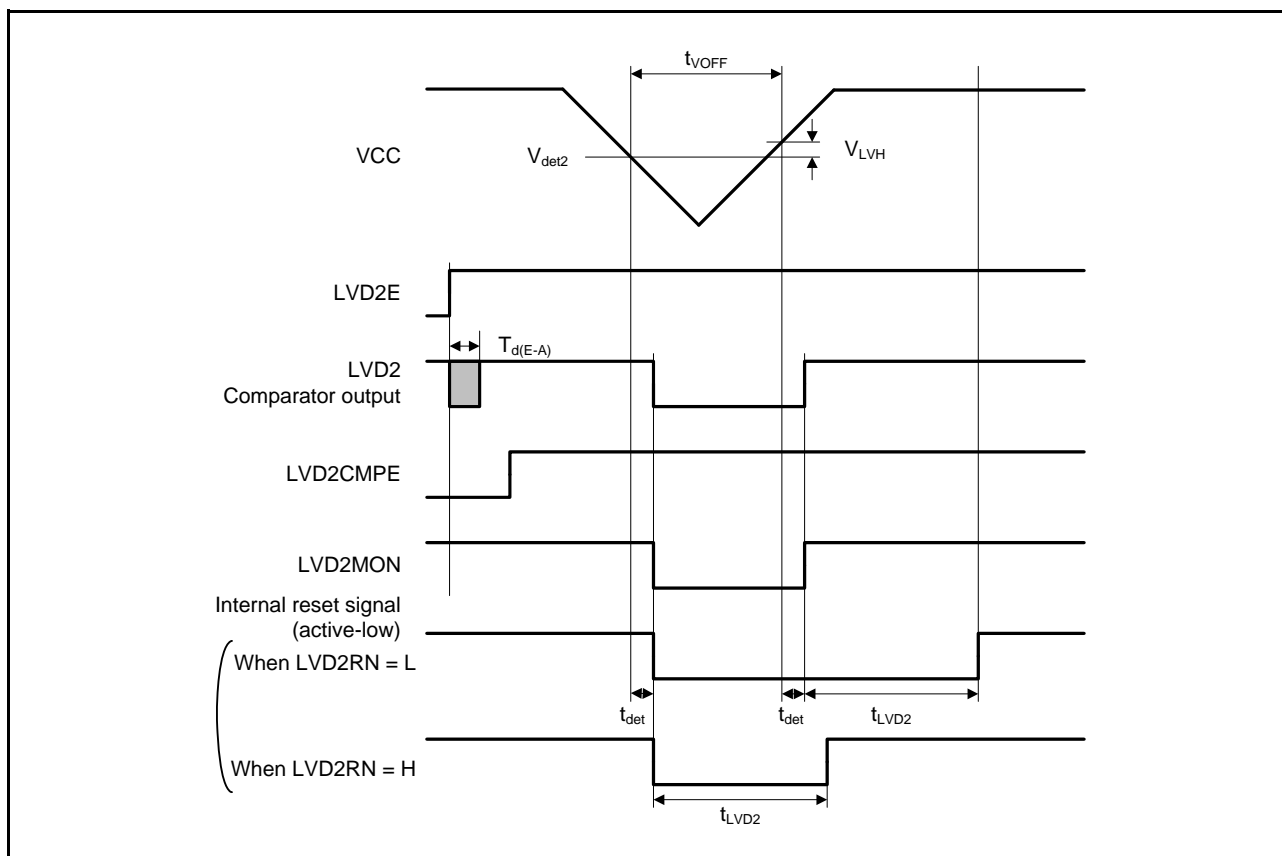 tVOFF
VCC
Vdet2
VLVH
LVD2E
Td(E-A)
LVD2
Comparator output
LVD2CMPE
LVD2MON
Internal reset signal
(active-low)
When LVD2RN = L
tdet
tdet
tLVD2
When LVD2RN = H
tLVD2